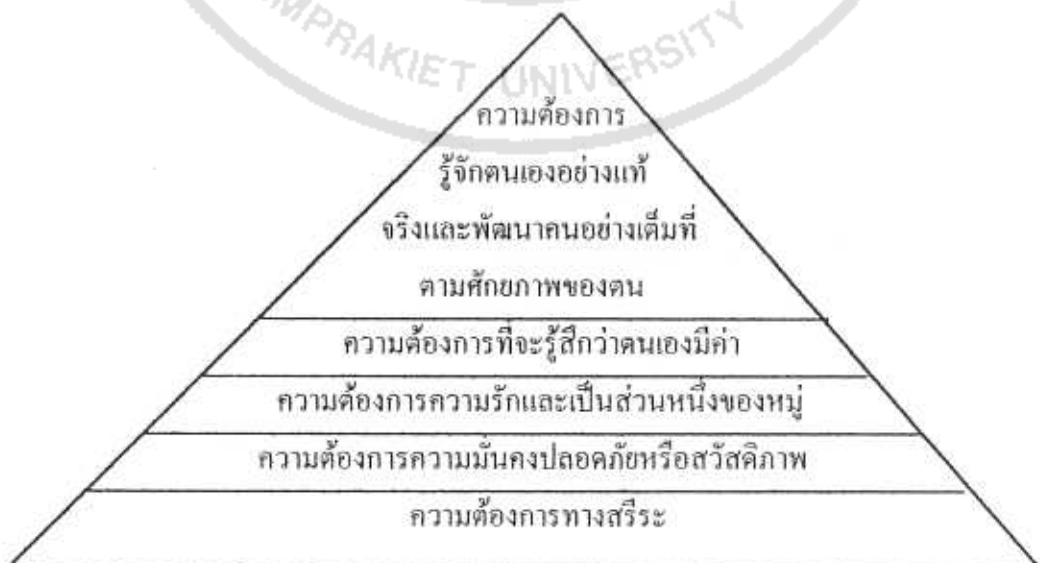 MPRAKIET UNIVERSITY
ความต้องการ
รู้จักตนเองอย่างแท้
จริงและพัฒนาตนอย่างเต็มที่
ตามศักยภาพของตน
ความต้องการที่จะรู้สึกว่าตนเองมีค่า
ความต้องการความรักและเป็นส่วนหนึ่งของหมู่
ความต้องการความมั่นคงปลอดภัยหรือสวัสดิภาพ
ความต้องการทางสรีระ